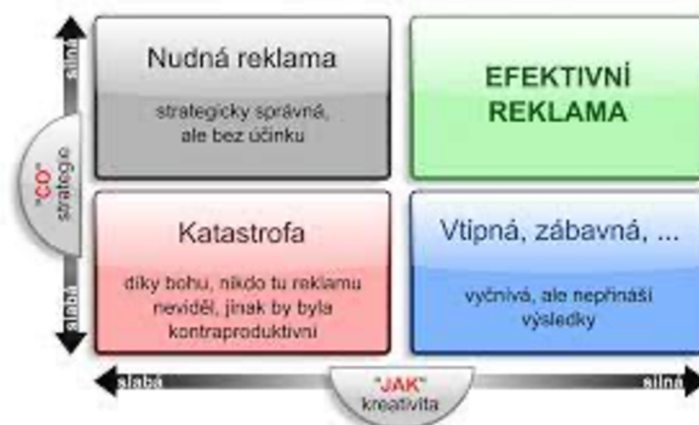 silná
"CO"
strategie
slabá
Nudná reklama
strategicky správná,
ale bez účinku
EFEKTIVNÍ
REKLAMA
Katastrofa
díky bohu, nikdo tu reklamu
neviděl, jinak by byla
kontraproduktivní
Vtipná, zábavná, ...
vyčnívá, ale nepřináší
výsledky
slabá
"JAK"
kreativita
silná